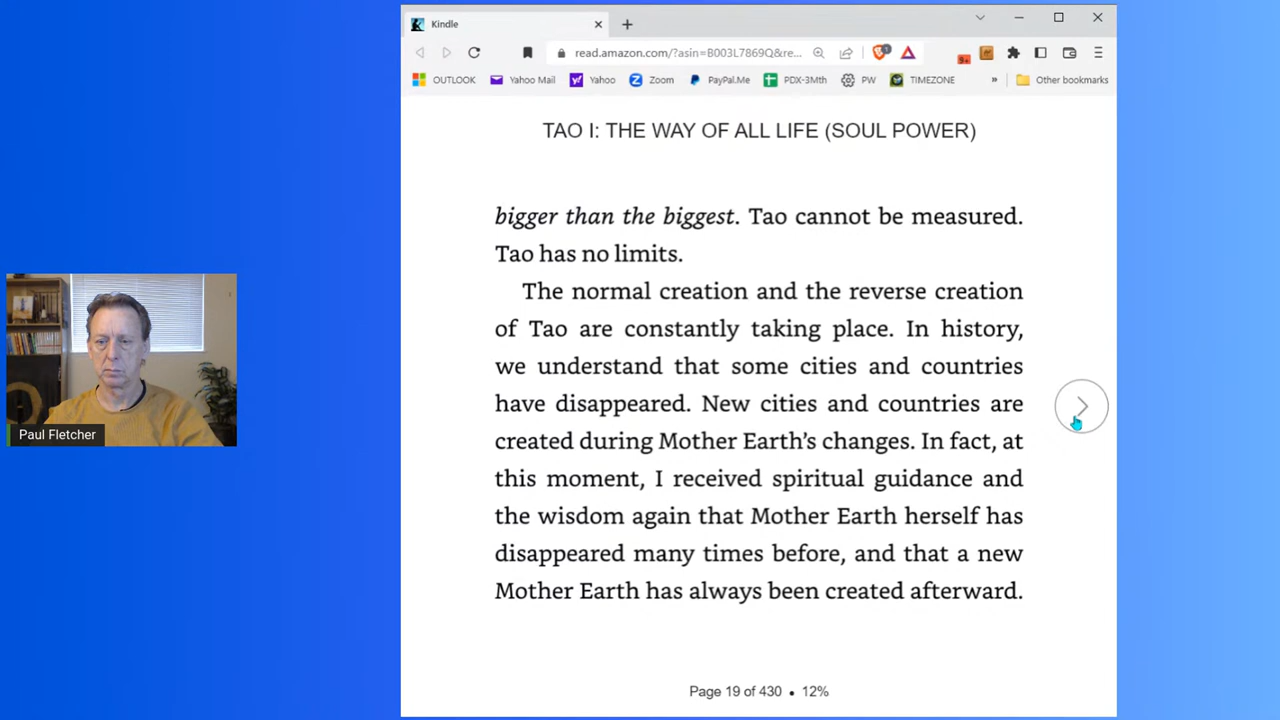 Kindle
read.amazon.com/?asin=B003L7869Q&re...
9+
OUTLOOK
Yahoo Mail
Yahoo
Zoom
PayPal.Me
PDX-3Mth
PW
TIMEZONE
»
Other bookmarks
TAO I: THE WAY OF ALL LIFE (SOUL POWER)
bigger than the biggest. Tao cannot be measured.
Tao has no limits.
The normal creation and the reverse creation
of Tao are constantly taking place. In history,
we understand that some cities and countries
have disappeared. New cities and countries are
created during Mother Earth's changes. In fact, at
this moment, I received spiritual guidance and
the wisdom again that Mother Earth herself has
disappeared many times before, and that a new
Mother Earth has always been created afterward.
Page 19 of 430 • 12%
Paul Fletcher